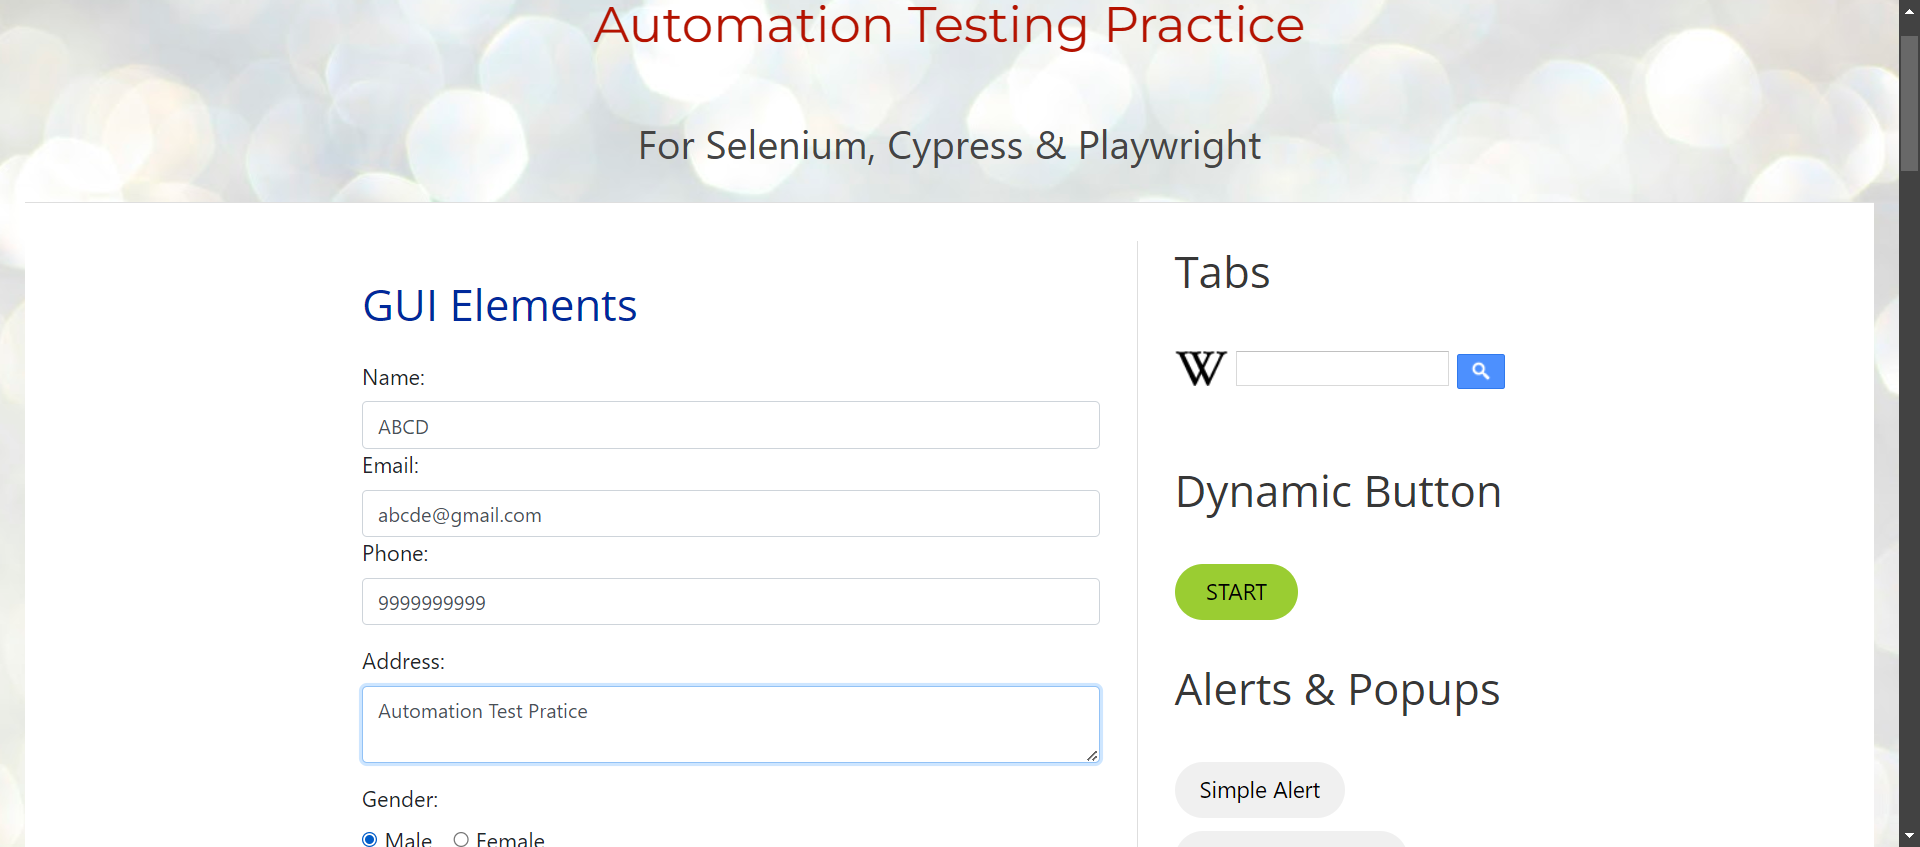 Automation Testing Practice
For Selenium, Cypress & Playwright
GUI Elements
Name:
ABCD
Email:
abcde@gmail.com
Phone:
9999999999
Address:
Automation Test Pratice
Gender:
Male Female
Tabs
W
Dynamic Button
START
Alerts & Popups
Simple Alert